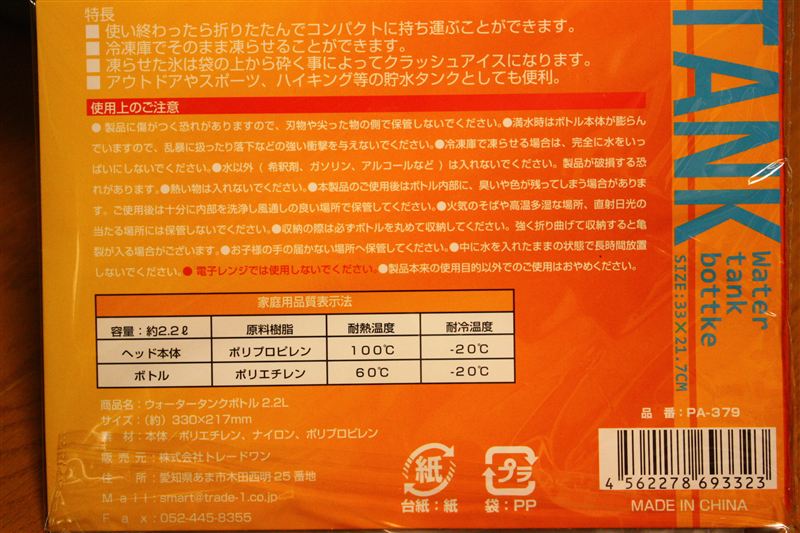 特長
■使い終わったら折りたたんでコンパクトに持ち運ぶことができます。
■冷凍庫でそのまま凍らせることができます。
■凍らせた氷は袋の上から砕く事によってクラッシュアイスになります。
■アウトドアやスポーツ、ハイキング等の貯水タンクとしても便利。
使用上のご注意
●製品に傷がつく恐れがありますので、刃物や尖った物の側で保管しないでください。●満水時はボトル本体が膨らん
でいますので、乱暴に扱ったり落下などの強い衝撃を与えないでください。●冷凍庫で凍らせる場合は、完全に水をいっ
ぱいにしないでください。●水以外（希釈剤、ガソリン、アルコールなど）は入れないでください。製品が破損する恐
れがあります。●熱い物は入れないでください。●本製品のご使用後はボトル内部に、臭いや色が残ってしまう場合がありま
す。ご使用後は十分に内部を洗浄し風通しの良い場所で保管してください。●火気のそばや高温多湿な場所、直射日光の
当たる場所には保管しないでください。●収納の際は必ずボトルを丸めて収納してください。強く折り曲げて収納すると亀
裂が入る場合がございます。●お子様の手の届かない場所へ保管してください。●中に水を入れたままの状態で長時間放置
しないでください。●電子レンジでは使用しないでください。●製品本来の使用目的以外でのご使用はおやめください。
家庭用品質表示法
容量：約2.2ℓ 原料樹脂 耐熱温度 耐冷温度
ヘッド本体 ポリプロピレン 100℃ -20℃
ボトル ポリエチレン 60℃ -20℃
商品名：ウォータータンクボトル 2.2L
サイズ：（約）330×217mm
素 材：本体／ポリエチレン、ナイロン、ポリプロピレン
販 売 元：株式会社トレードワン
住 所：愛知県あま市木田西明25番地
Mail：smart@trade-1.co.jp
Fax：052-445-8355
紙
台紙：紙
プラ
袋：PP
TANK
Water
tank
bottke
SIZE:33×21.7CM
品 番：PA-379
4 562278 693323
MADE IN CHINA